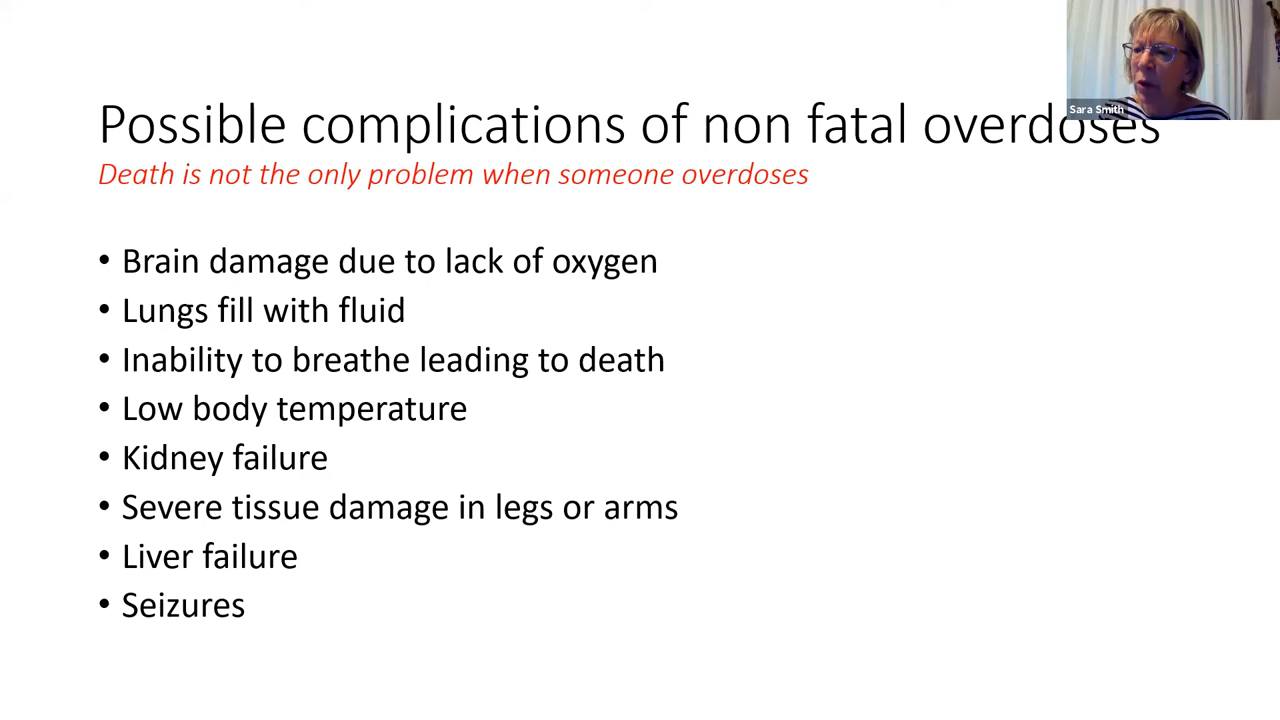 Possible complications of non fatal overdoses
Sara Smith
Death is not the only problem when someone overdoses
• Brain damage due to lack of oxygen
• Lungs fill with fluid
• Inability to breathe leading to death
• Low body temperature
• Kidney failure
• Severe tissue damage in legs or arms
• Liver failure
• Seizures